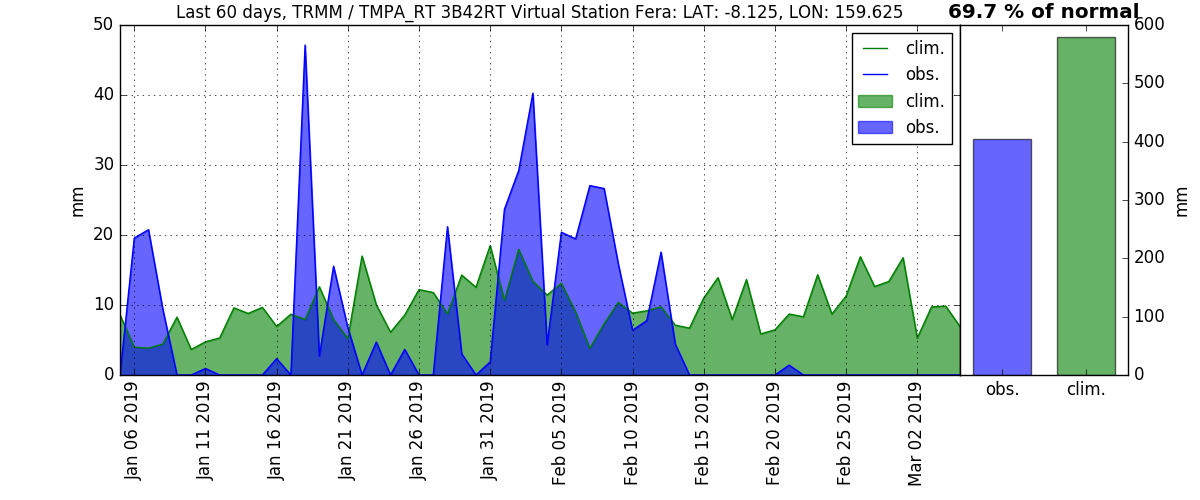 Last 60 days, TRMM / TMPA_RT 3B42RT Virtual Station Fera: LAT: -8.125, LON: 159.625
69.7 % of normal
50
40
30
20
10
0
mm
clim.
obs.
clim.
obs.
Jan 06 2019
Jan 11 2019
Jan 16 2019
Jan 21 2019
Jan 26 2019
Jan 31 2019
Feb 05 2019
Feb 10 2019
Feb 15 2019
Feb 20 2019
Feb 25 2019
Mar 02 2019
600
500
400
300
200
100
0
mm
obs.
clim.